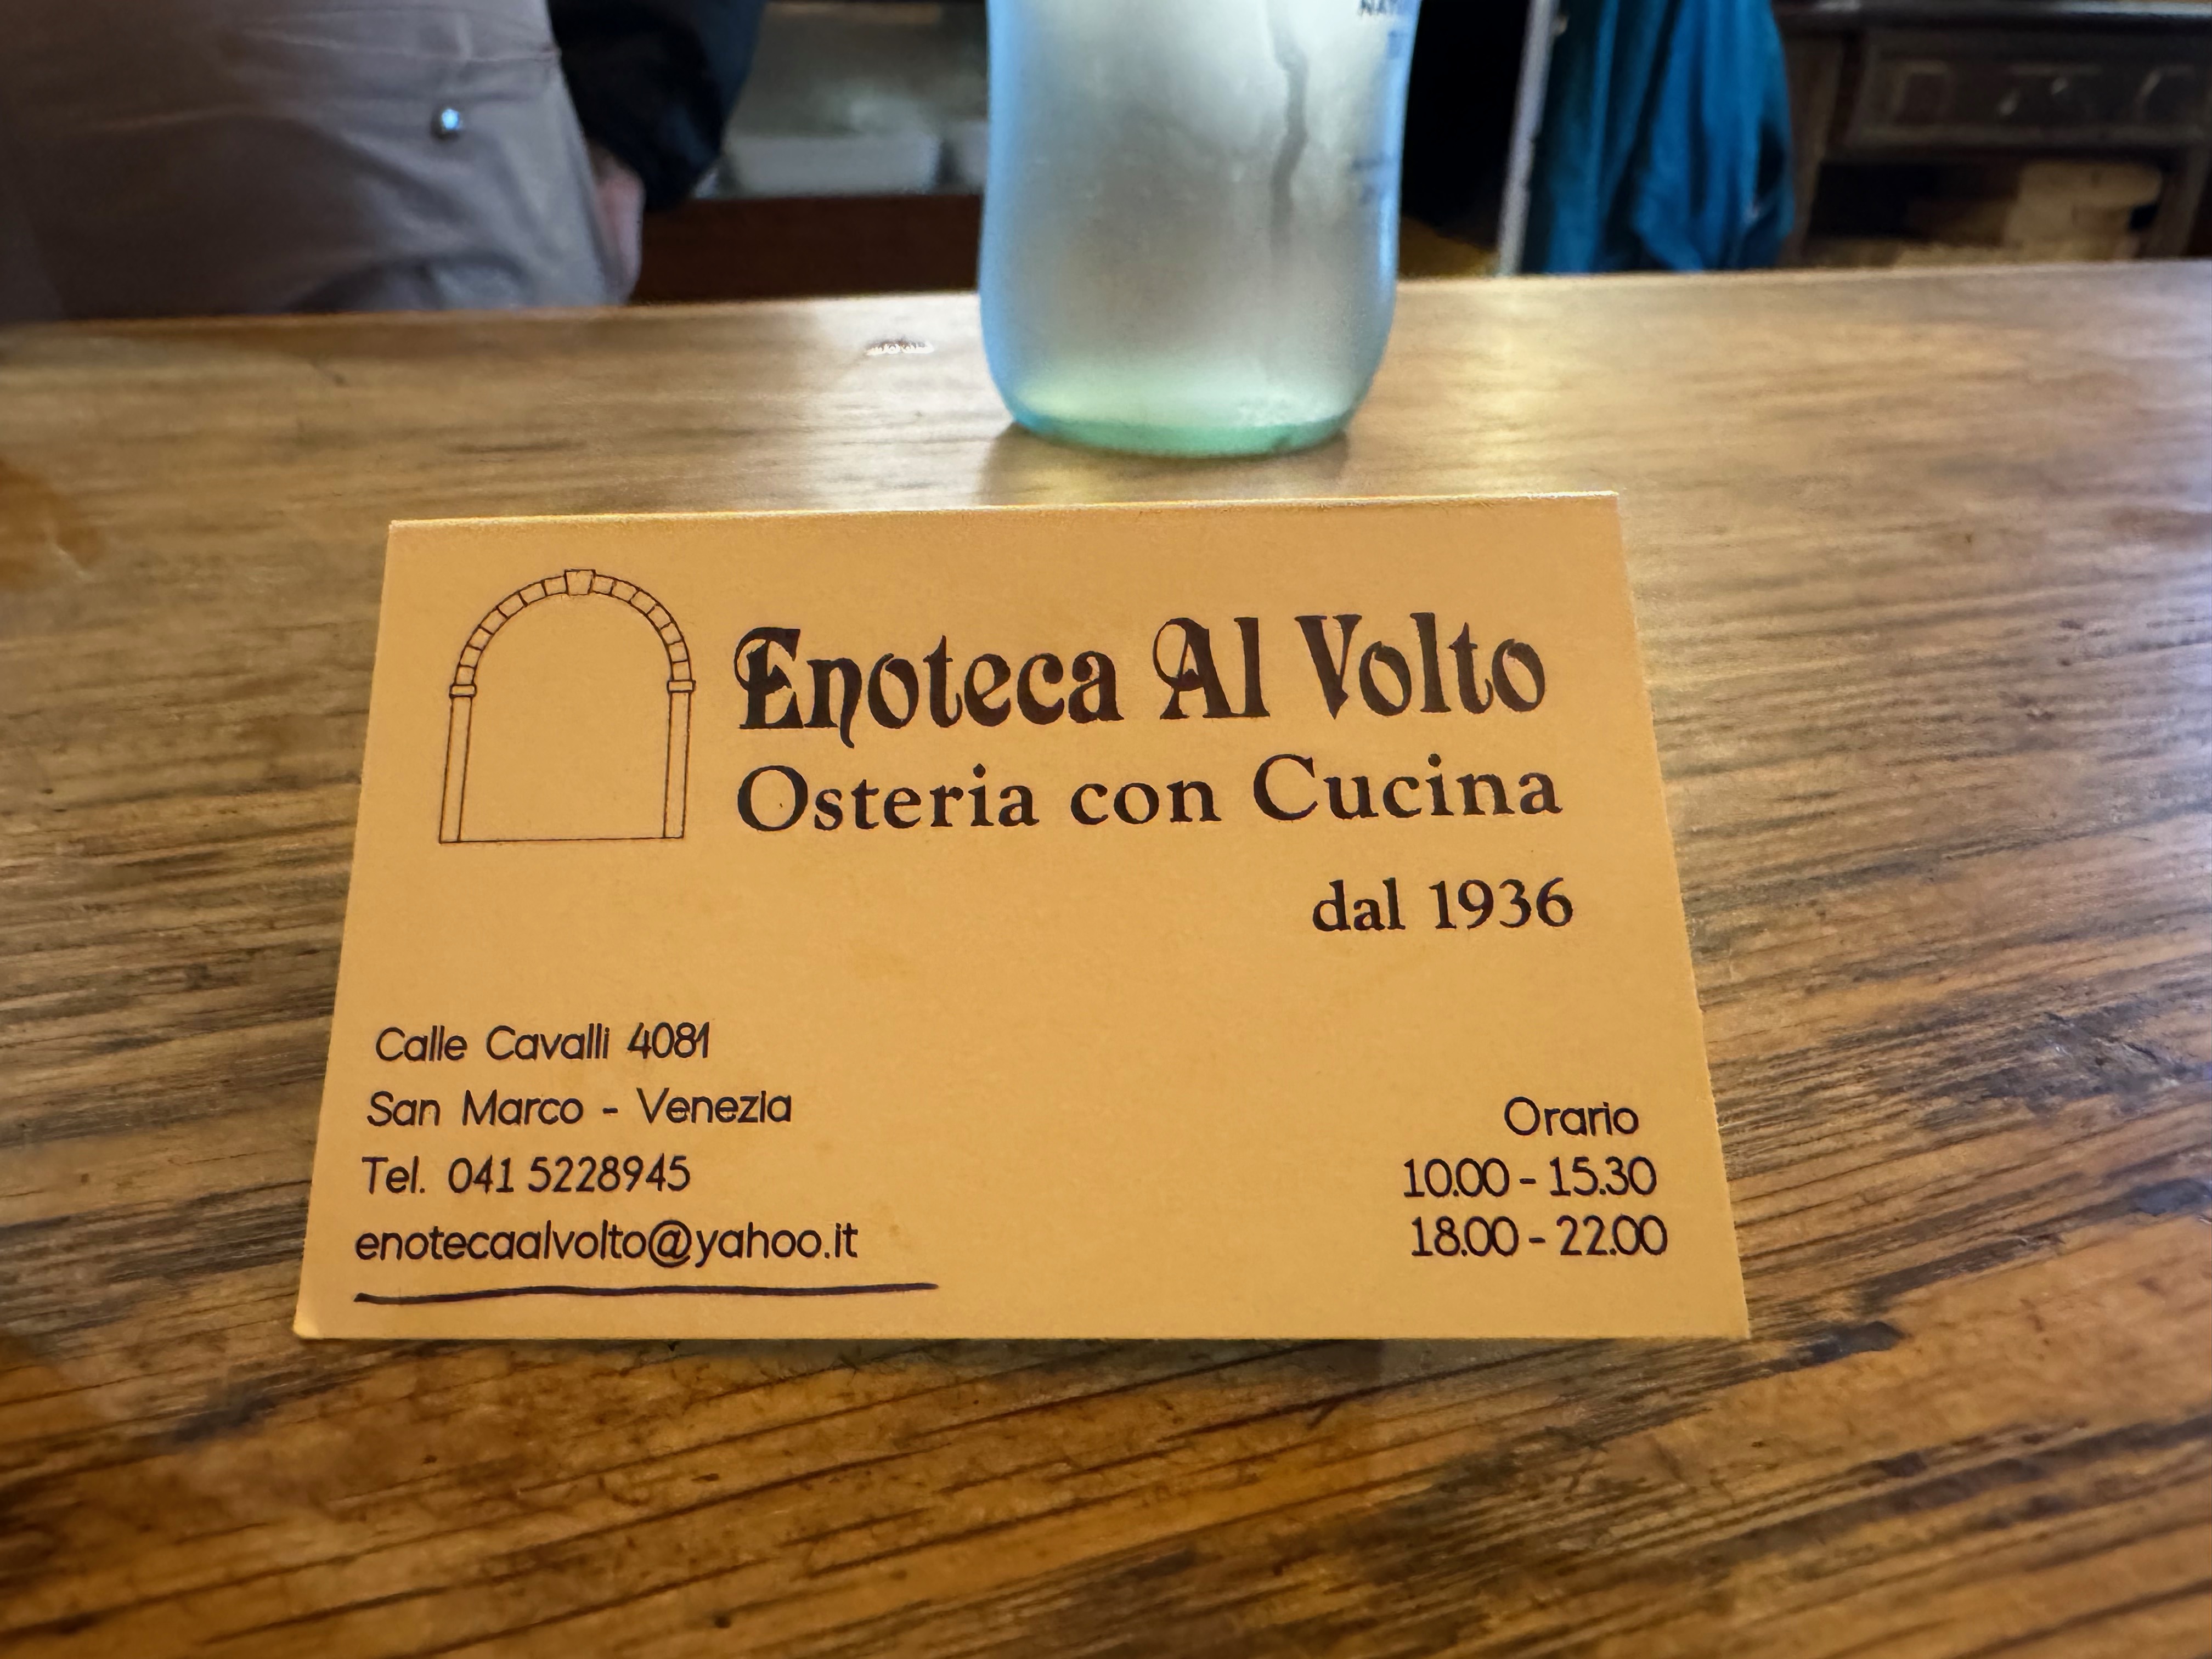 Enoteca Al Volto
Osteria con Cucina
dal 1936
Calle Cavalli 4081
San Marco - Venezia
Tel. 041 5228945
enotecaalvolto@yahoo.it
Orario
10.00 - 15.30
18.00 - 22.00